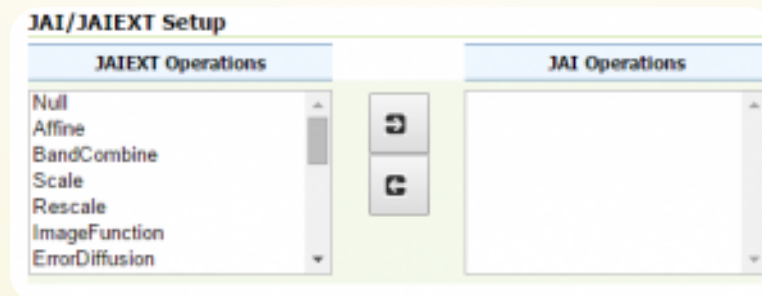 JAI/JAIEXT Setup
JAIEXT Operations
JAI Operations
Null
Affine
BandCombine
Scale
Rescale
ImageFunction
ErrorDiffusion